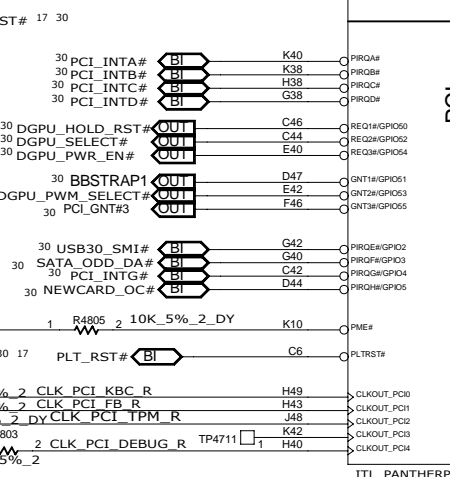 ST# 17 30
30 PCI_INTA# BI K40 PIRQA#
30 PCI_INTB# BI K38 PIRQB#
30 PCI_INTC# BI H38 PIRQC#
30 PCI_INTD# BI G38 PIRQD#
30 DGPU_HOLD_RST# OUT C46 REQ1#/GPIO50
30 DGPU_SELECT# OUT C44 REQ2#/GPIO52
30 DGPU_PWR_EN# OUT E40 REQ3#/GPIO54
30 BBSTRAP1 OUT D47 GNT1#/GPIO51
DGPU_PWM_SELECT# OUT E42 GNT2#/GPIO53
30 PCI_GNT#3 OUT F46 GNT3#/GPIO55
30 USB30_SMI# BI G42 PIRQE#/GPIO2
30 SATA_ODD_DA# BI G40 PIRQF#/GPIO3
30 PCI_INTG# BI C42 PIRQG#/GPIO4
30 NEWCARD_OC# BI D44 PIRQH#/GPIO5
1 R4805 2 10K_5%_2_DY K10 PME#
30 17 PLT_RST# BI C6 PLTRST#
%_2 CLK_PCI_KBC_R H49 CLKOUT_PCI0
%_2 CLK_PCI_FB_R H43 CLKOUT_PCI1
%_2_DY CLK_PCI_TPM_R J48 CLKOUT_PCI2
TP4711 1 K42 CLKOUT_PCI3
803 2 CLK_PCI_DEBUG_R H40 CLKOUT_PCI4
5%_2
ITL_PANTHERP